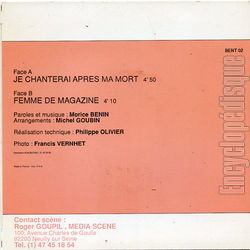 BENT 02
Face A
JE CHANTERAI APRES MA MORT 4'50
Face B
FEMME DE MAGAZINE 4'10
Paroles et musique : Morice BENIN
Arrangements : Michel GOUBIN
Réalisation technique : Philippe OLIVIER
Photo : Francis VERNHET
Encyclopédisque
Contact scène :
Roger GOUPIL, MEDIA SCENE
100, Avenue Charles de Gaulle
92200 Neuilly sur Seine
Tél. (1) 47 45 18 54